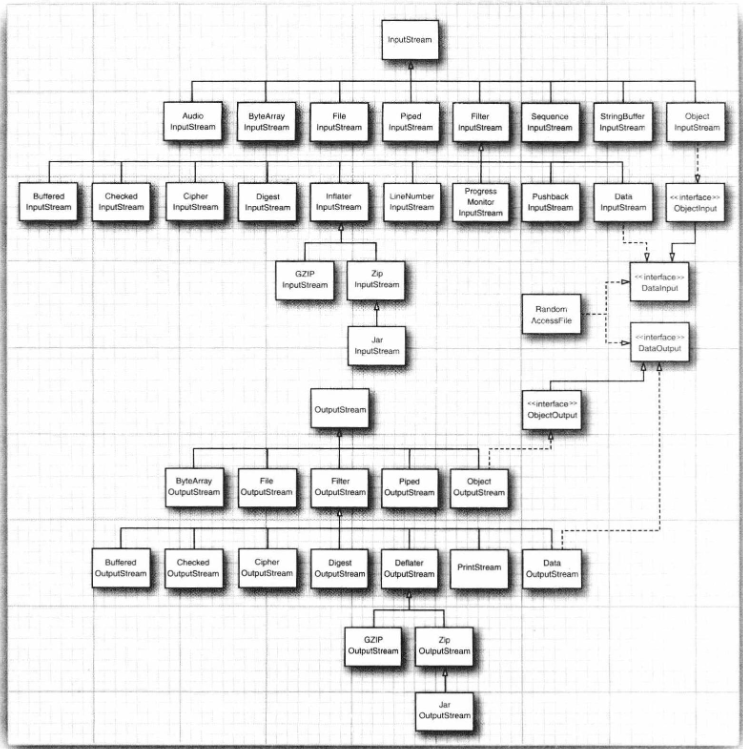 InputStream
Audio
InputStream
ByteArray
InputStream
File
InputStream
Piped
InputStream
Filter
InputStream
Sequence
InputStream
StringBuffer
InputStream
Object
InputStream
Buffered
InputStream
Checked
InputStream
Cipher
InputStream
Digest
InputStream
Inflater
InputStream
LineNumber
InputStream
Progress
Monitor
InputStream
Pushback
InputStream
Data
InputStream
<<interface>>
ObjectInput
GZIP
InputStream
Zip
InputStream
<<interface>>
DataInput
Random
AccessFile
Jar
InputStream
<<interface>>
DataOutput
OutputStream
<<interface>>
ObjectOutput
ByteArray
OutputStream
File
OutputStream
Filter
OutputStream
Piped
OutputStream
Object
OutputStream
Buffered
OutputStream
Checked
OutputStream
Cipher
OutputStream
Digest
OutputStream
Deflater
OutputStream
PrintStream
Data
OutputStream
GZIP
OutputStream
Zip
OutputStream
Jar
OutputStream